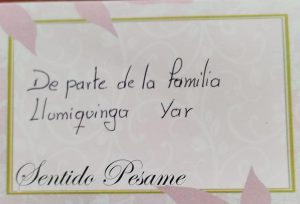 De parte de la familia
Llumiquinga Yar
Sentido Pesame